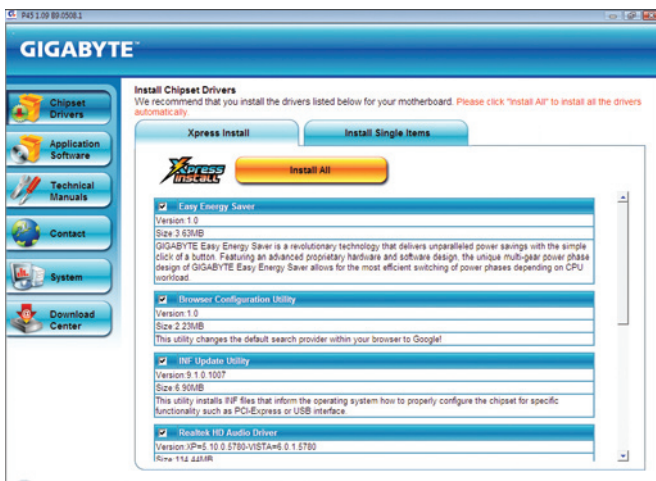 P45 1.09 B9.0508.1
GIGABYTE™
Chipset
Drivers
Application
Software
Technical
Manuals
Contact
System
Download
Center
Install Chipset Drivers
We recommend that you install the drivers listed below for your motherboard. Please click "Install All" to install all the drivers
automatically.
Xpress Install
Install Single Items
Xpress
INSTALL
Install All
Easy Energy Saver
Version:1.0
Size:3.63MB
GIGABYTE Easy Energy Saver is a revolutionary technology that delivers unparalleled power savings with the simple
click of a button. Featuring an advanced proprietary hardware and software design, the unique multi-gear power phase
design of GIGABYTE Easy Energy Saver allows for the most efficient switching of power phases depending on CPU
workload.
Browser Configuration Utility
Version:1.0
Size:2.23MB
This utility changes the default search provider within your browser to Google!
INF Update Utility
Version:9.1.0.1007
Size:6.90MB
This utility installs INF files that inform the operating system how to properly configure the chipset for specific
functionality such as PCI-Express or USB interface.
Realtek HD Audio Driver
Version:XP=5.10.0.5780-VISTA=6.0.1.5780
Size:114.44MB